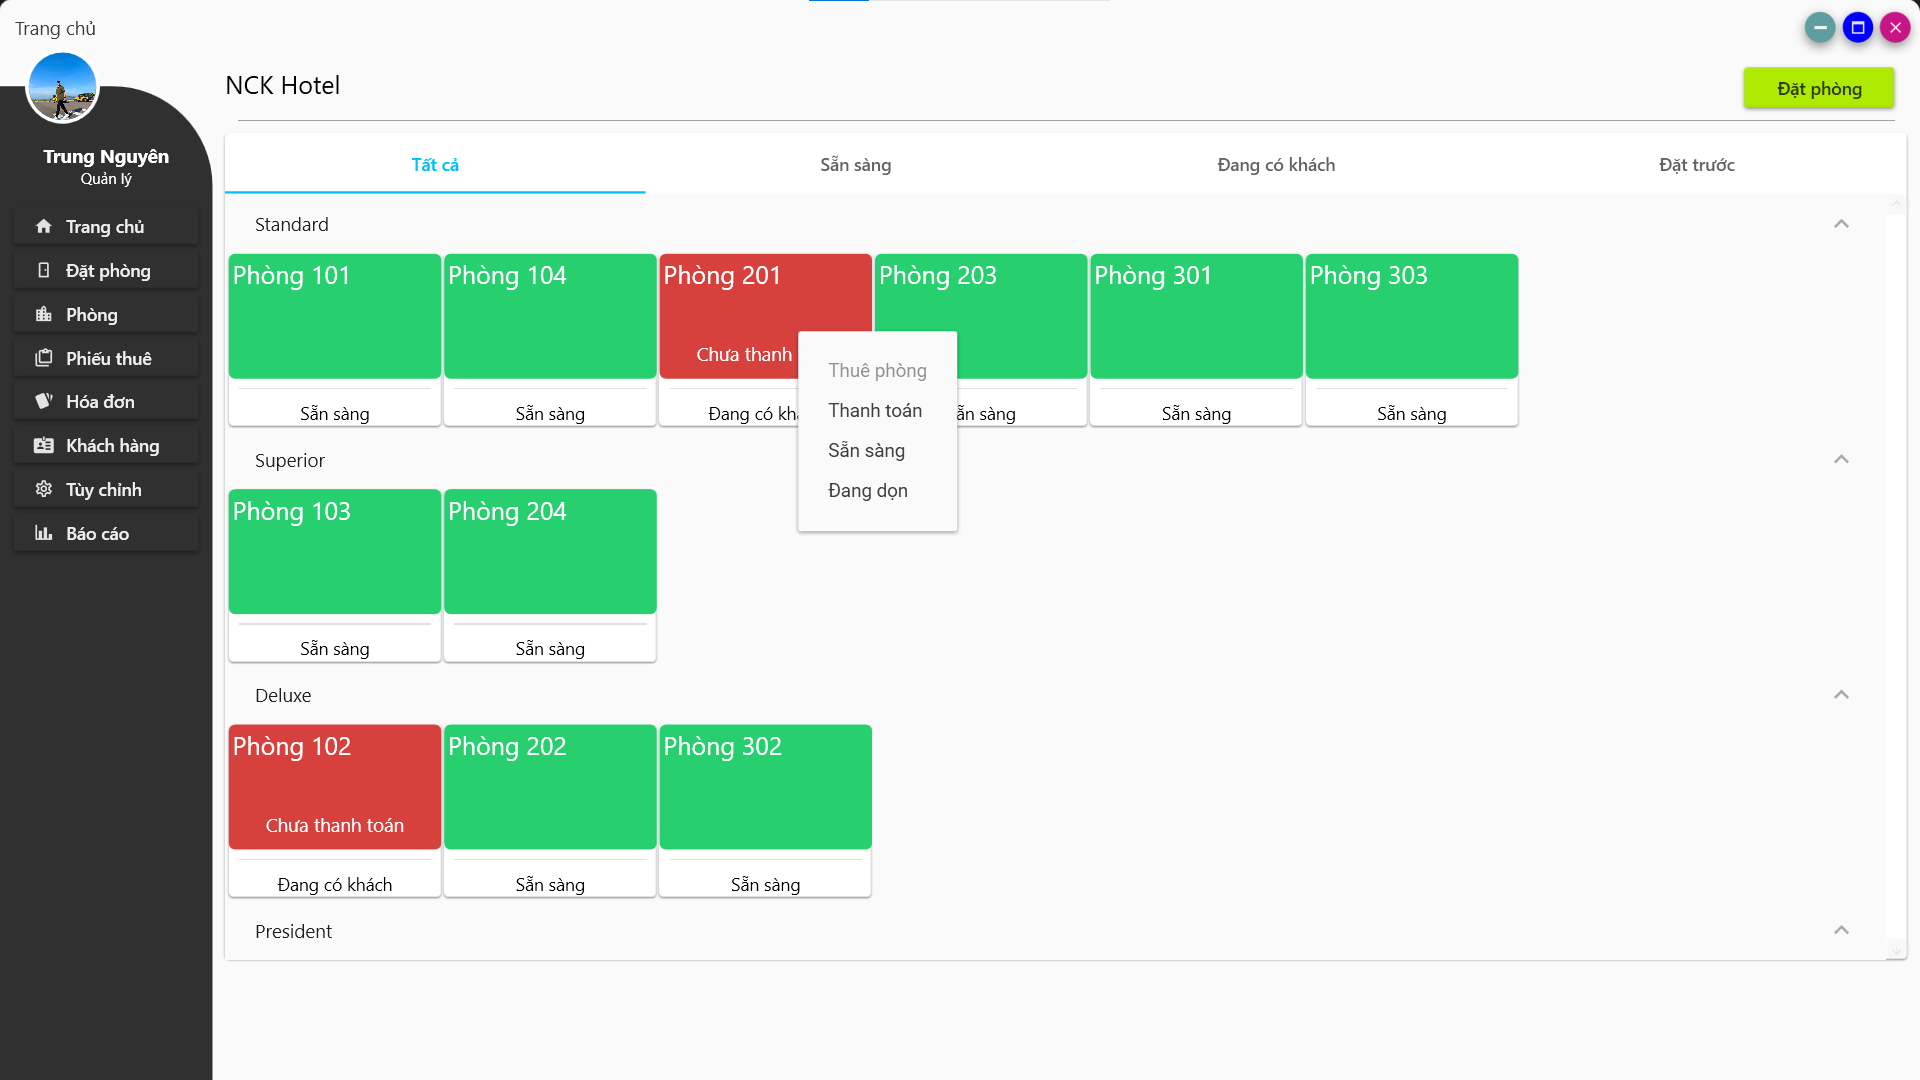 Trang chủ
NCK Hotel
Đặt phòng
Trung Nguyên
Quản lý
Trang chủ
Đặt phòng
Phòng
Phiếu thuê
Hóa đơn
Khách hàng
Tùy chỉnh
Báo cáo
Tất cả
Sẵn sàng
Đang có khách
Đặt trước
Standard
Phòng 101
Phòng 104
Phòng 201
Phòng 203
Phòng 301
Phòng 303
Chưa thanh
Sẵn sàng
Sẵn sàng
Đang có
sàng
Sẵn sàng
Sẵn sàng
Thuê phòng
Thanh toán
Sẵn sàng
Đang dọn
Superior
Phòng 103
Phòng 204
Sẵn sàng
Sẵn sàng
Deluxe
Phòng 102
Phòng 202
Phòng 302
Chưa thanh toán
Đang có khách
Sẵn sàng
Sẵn sàng
President